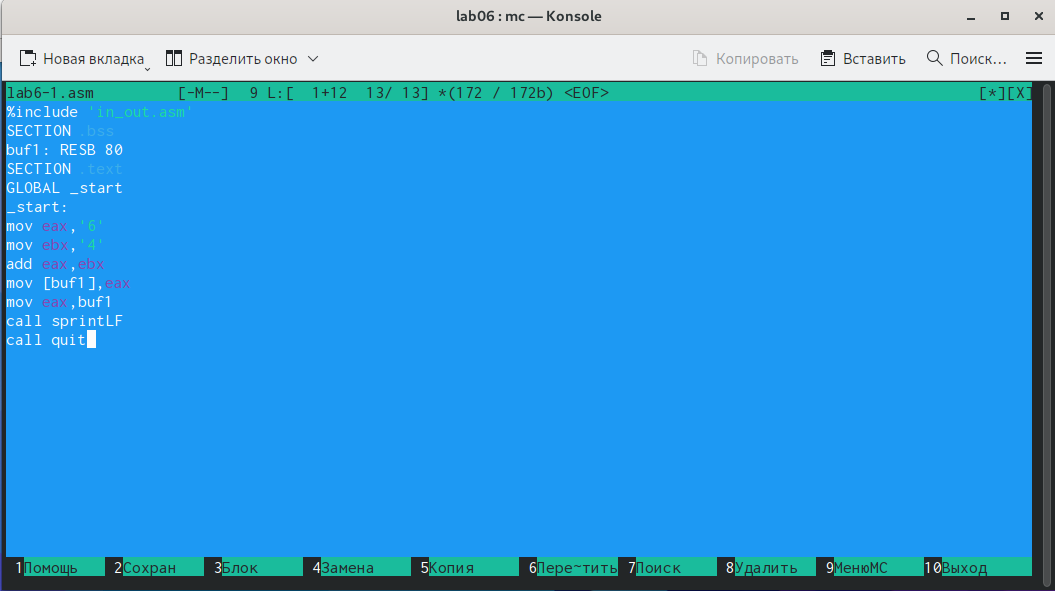 lab06 : mc — Konsole
Новая вкладка Разделить окно Копировать Вставить Поиск...
lab6-1.asm [-M--] 9 L:[ 1+12 13/ 13] *(172 / 172b) <EOF> [*][X]
%include 'in_out.asm'
SECTION .bss
buf1: RESB 80
SECTION .text
GLOBAL _start
_start:
mov eax,'6'
mov ebx,'4'
add eax,ebx
mov [buf1],eax
mov eax,buf1
call sprintLF
call quit
1Помощь 2Сохран 3Блок 4Замена 5Копия 6Пере~тить 7Поиск 8Удалить 9МенюMC 10Выход